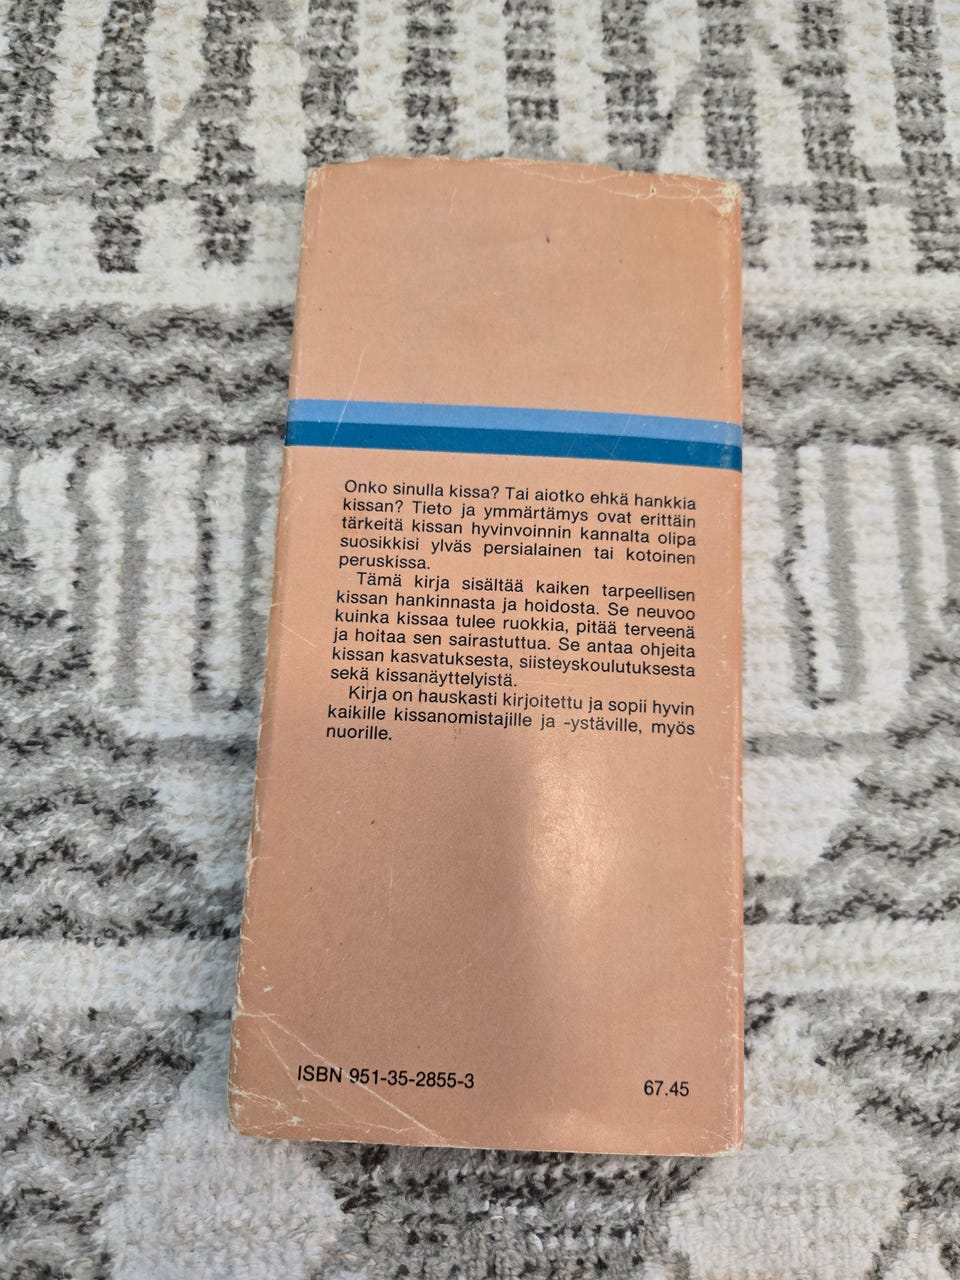 Onko sinulla kissa? Tai aiotko ehkä hankkia
kissan? Tieto ja ymmärtämys ovat erittäin
tärkeitä kissan hyvinvoinnin kannalta olipa
suosikkisi ylväs persialainen tai kotoinen
peruskissa.
Tämä kirja sisältää kaiken tarpeellisen
kissan hankinnasta ja hoidosta. Se neuvoo
kuinka kissaa tulee ruokkia, pitää terveenä
ja hoitaa sen sairastuttua. Se antaa ohjeita
kissan kasvatuksesta, siisteyskoulutuksesta
sekä kissanäyttelyistä.
Kirja on hauskasti kirjoitettu ja sopii hyvin
kaikille kissanomistajille ja -ystäville, myös
nuorille.
ISBN 951-35-2855-3
67.45